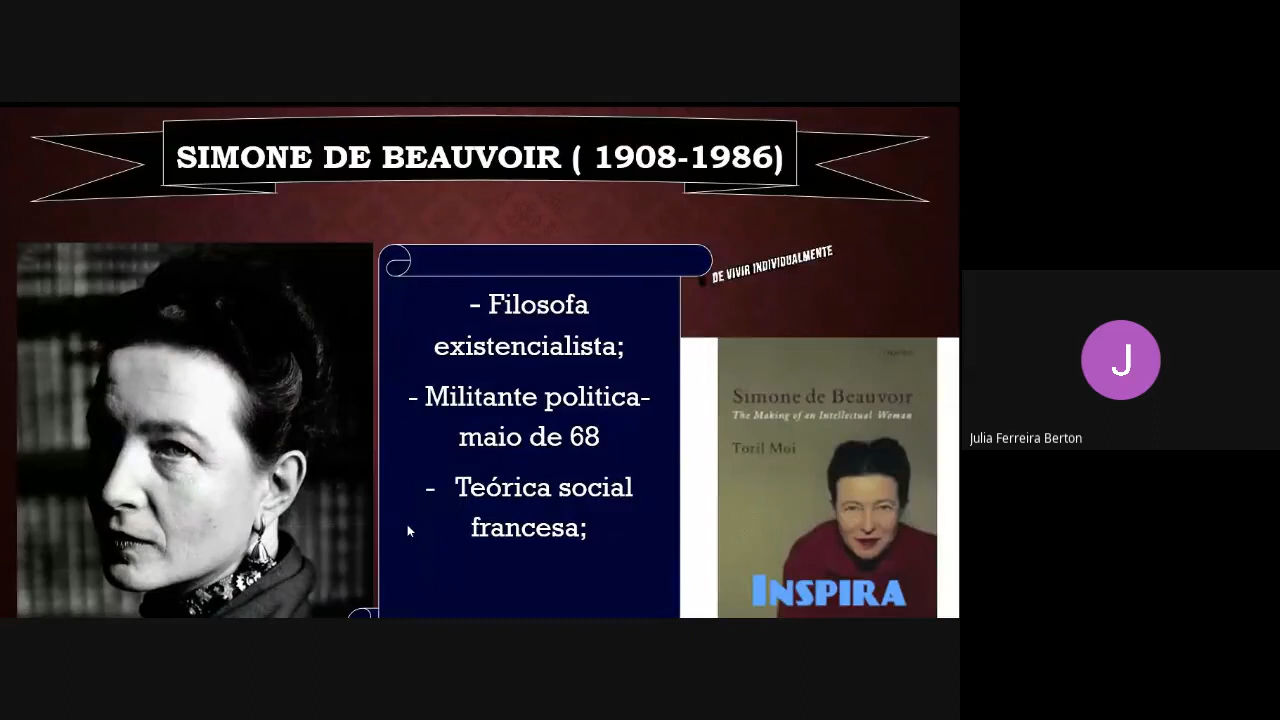 SIMONE DE BEAUVOIR ( 1908-1986)
DE VIVIR INDIVIDUALMENTE
- Filosofa
existencialista;
- Militante politica-
maio de 68
- Teórica social
francesa;
Simone de Beauvoir
The Making of an Intellectual Woman
Toril Moi
INSPIRA
J
Julia Ferreira Berton